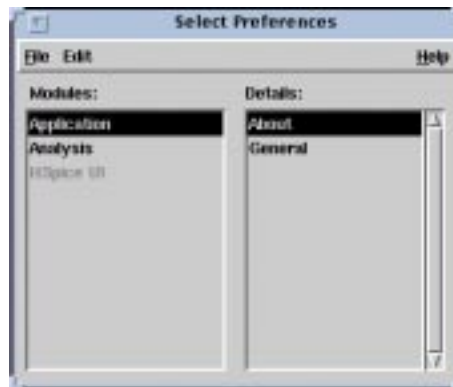 Select Preferences
File Edit Help
Modules: Details:
Application About
Analysis General
HSpice UI